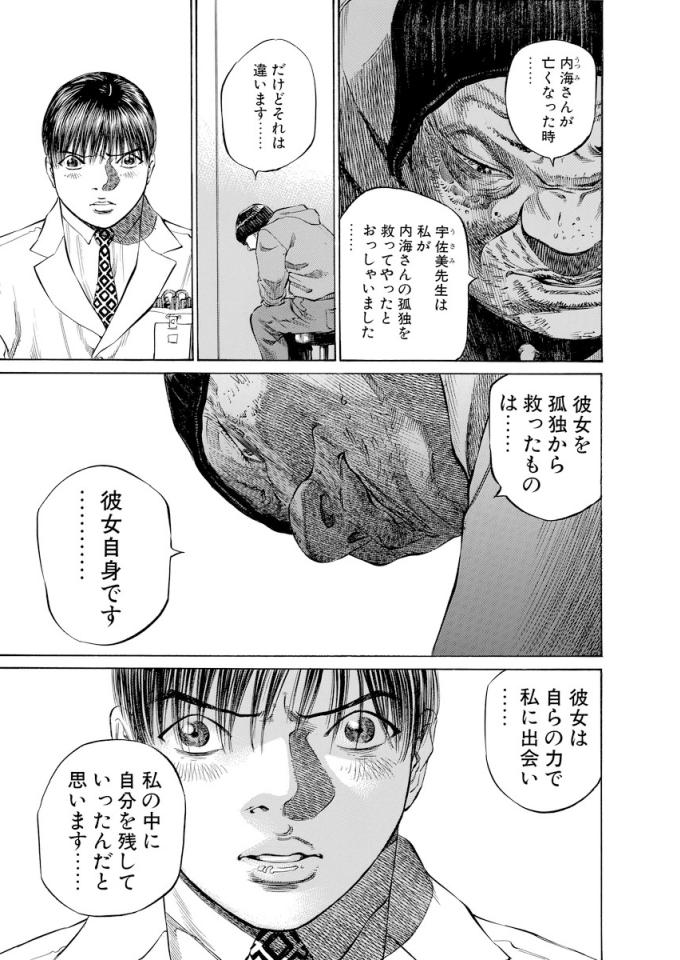 内海さんが
亡くなった時
……
宇佐美先生は
私が
内海さんの孤独を
救ってやったと
おっしゃいました
……
だけどそれは
違います……
彼女を
孤独から
救ったもの
は……
彼女自身です
…………
彼女は
自らの力で
私に出会い
……
私の中に
自分を残して
いったんだと
思います……